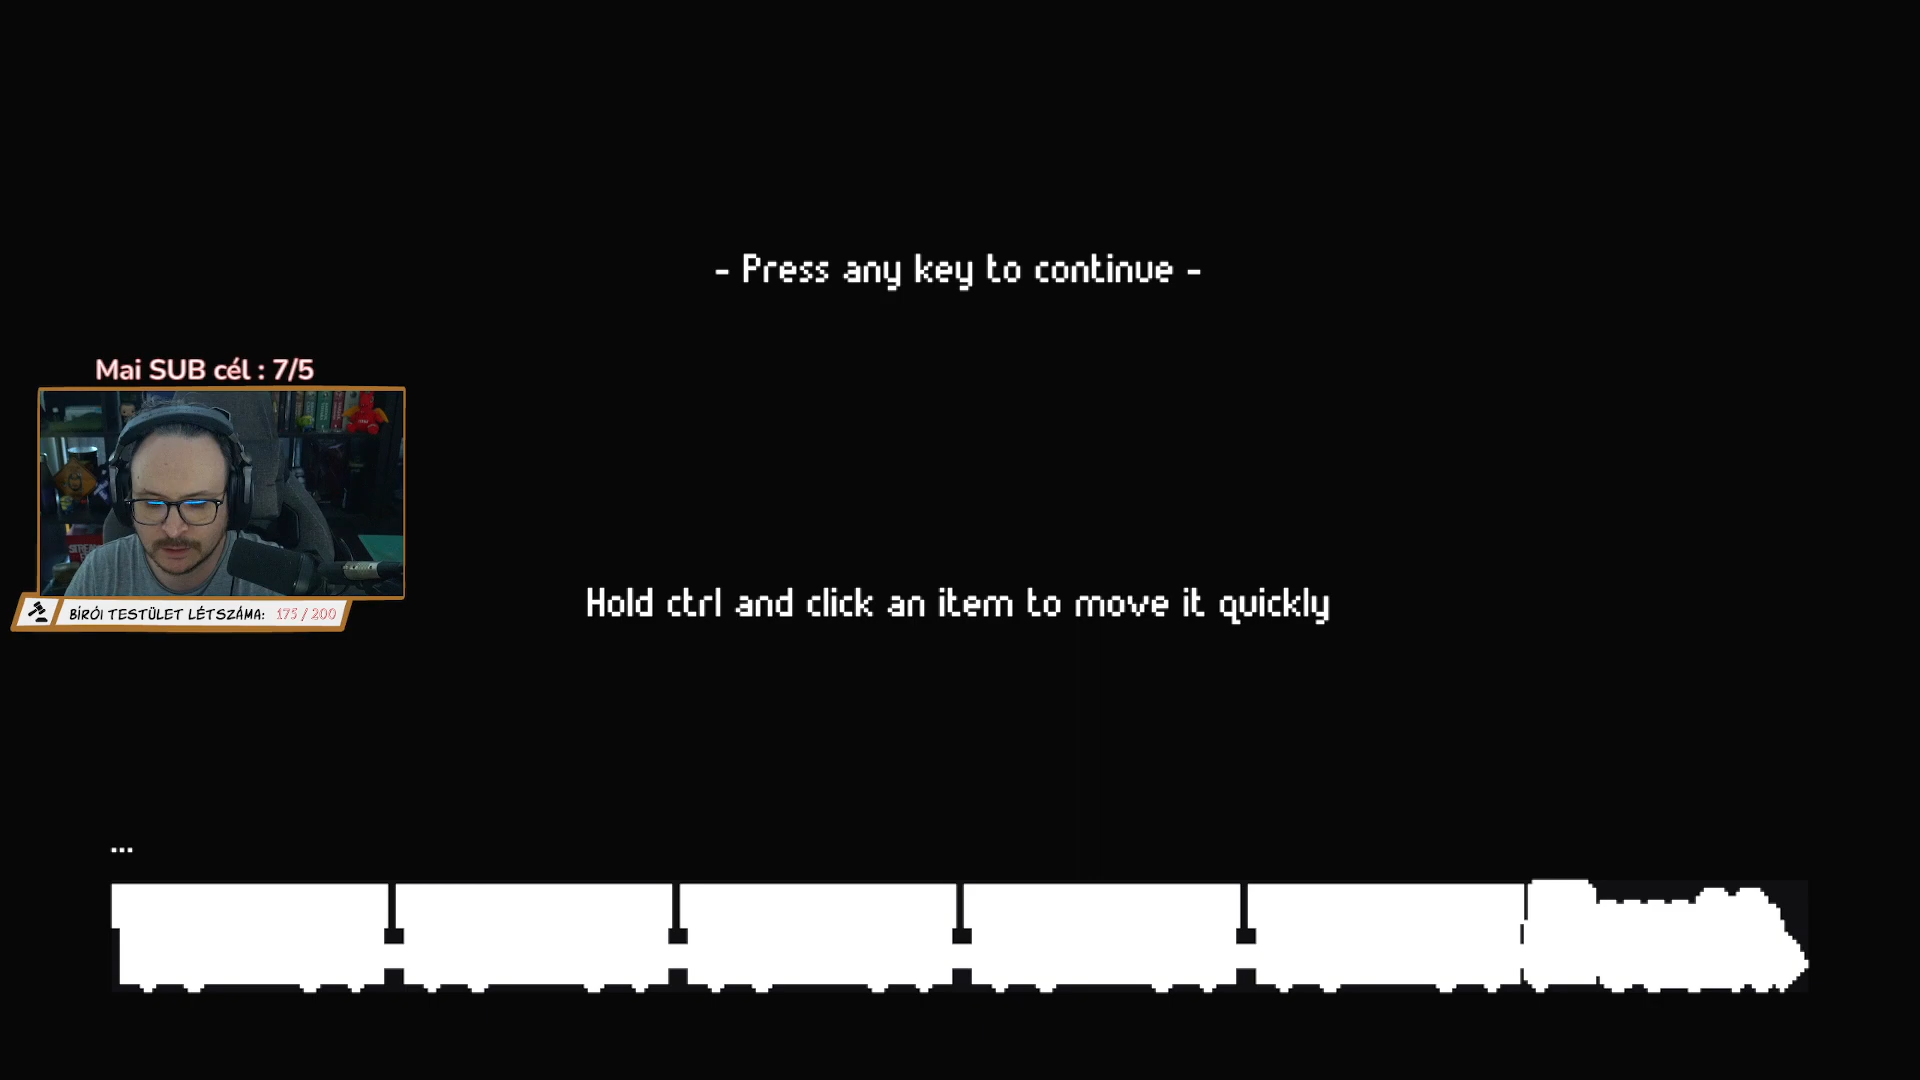 - Press any key to continue -
Mai SUB cél : 7/5
BÍRÓI TESTÜLET LÉTSZÁMA: 175 / 200
Hold ctrl and click an item to move it quickly
...